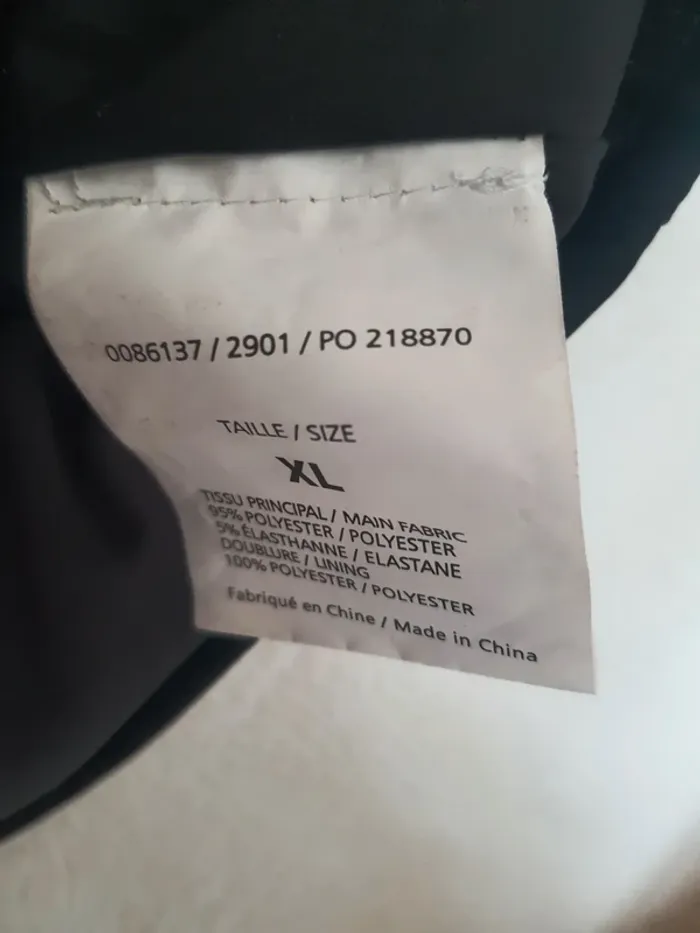 0086137 / 2901 / PO 218870
TAILLE / SIZE
XL
TISSU PRINCIPAL / MAIN FABRIC
95% POLYESTER / POLYESTER
5% ÉLASTHANNE / ELASTANE
DOUBLURE / LINING
100% POLYESTER / POLYESTER
Fabriqué en Chine / Made in China